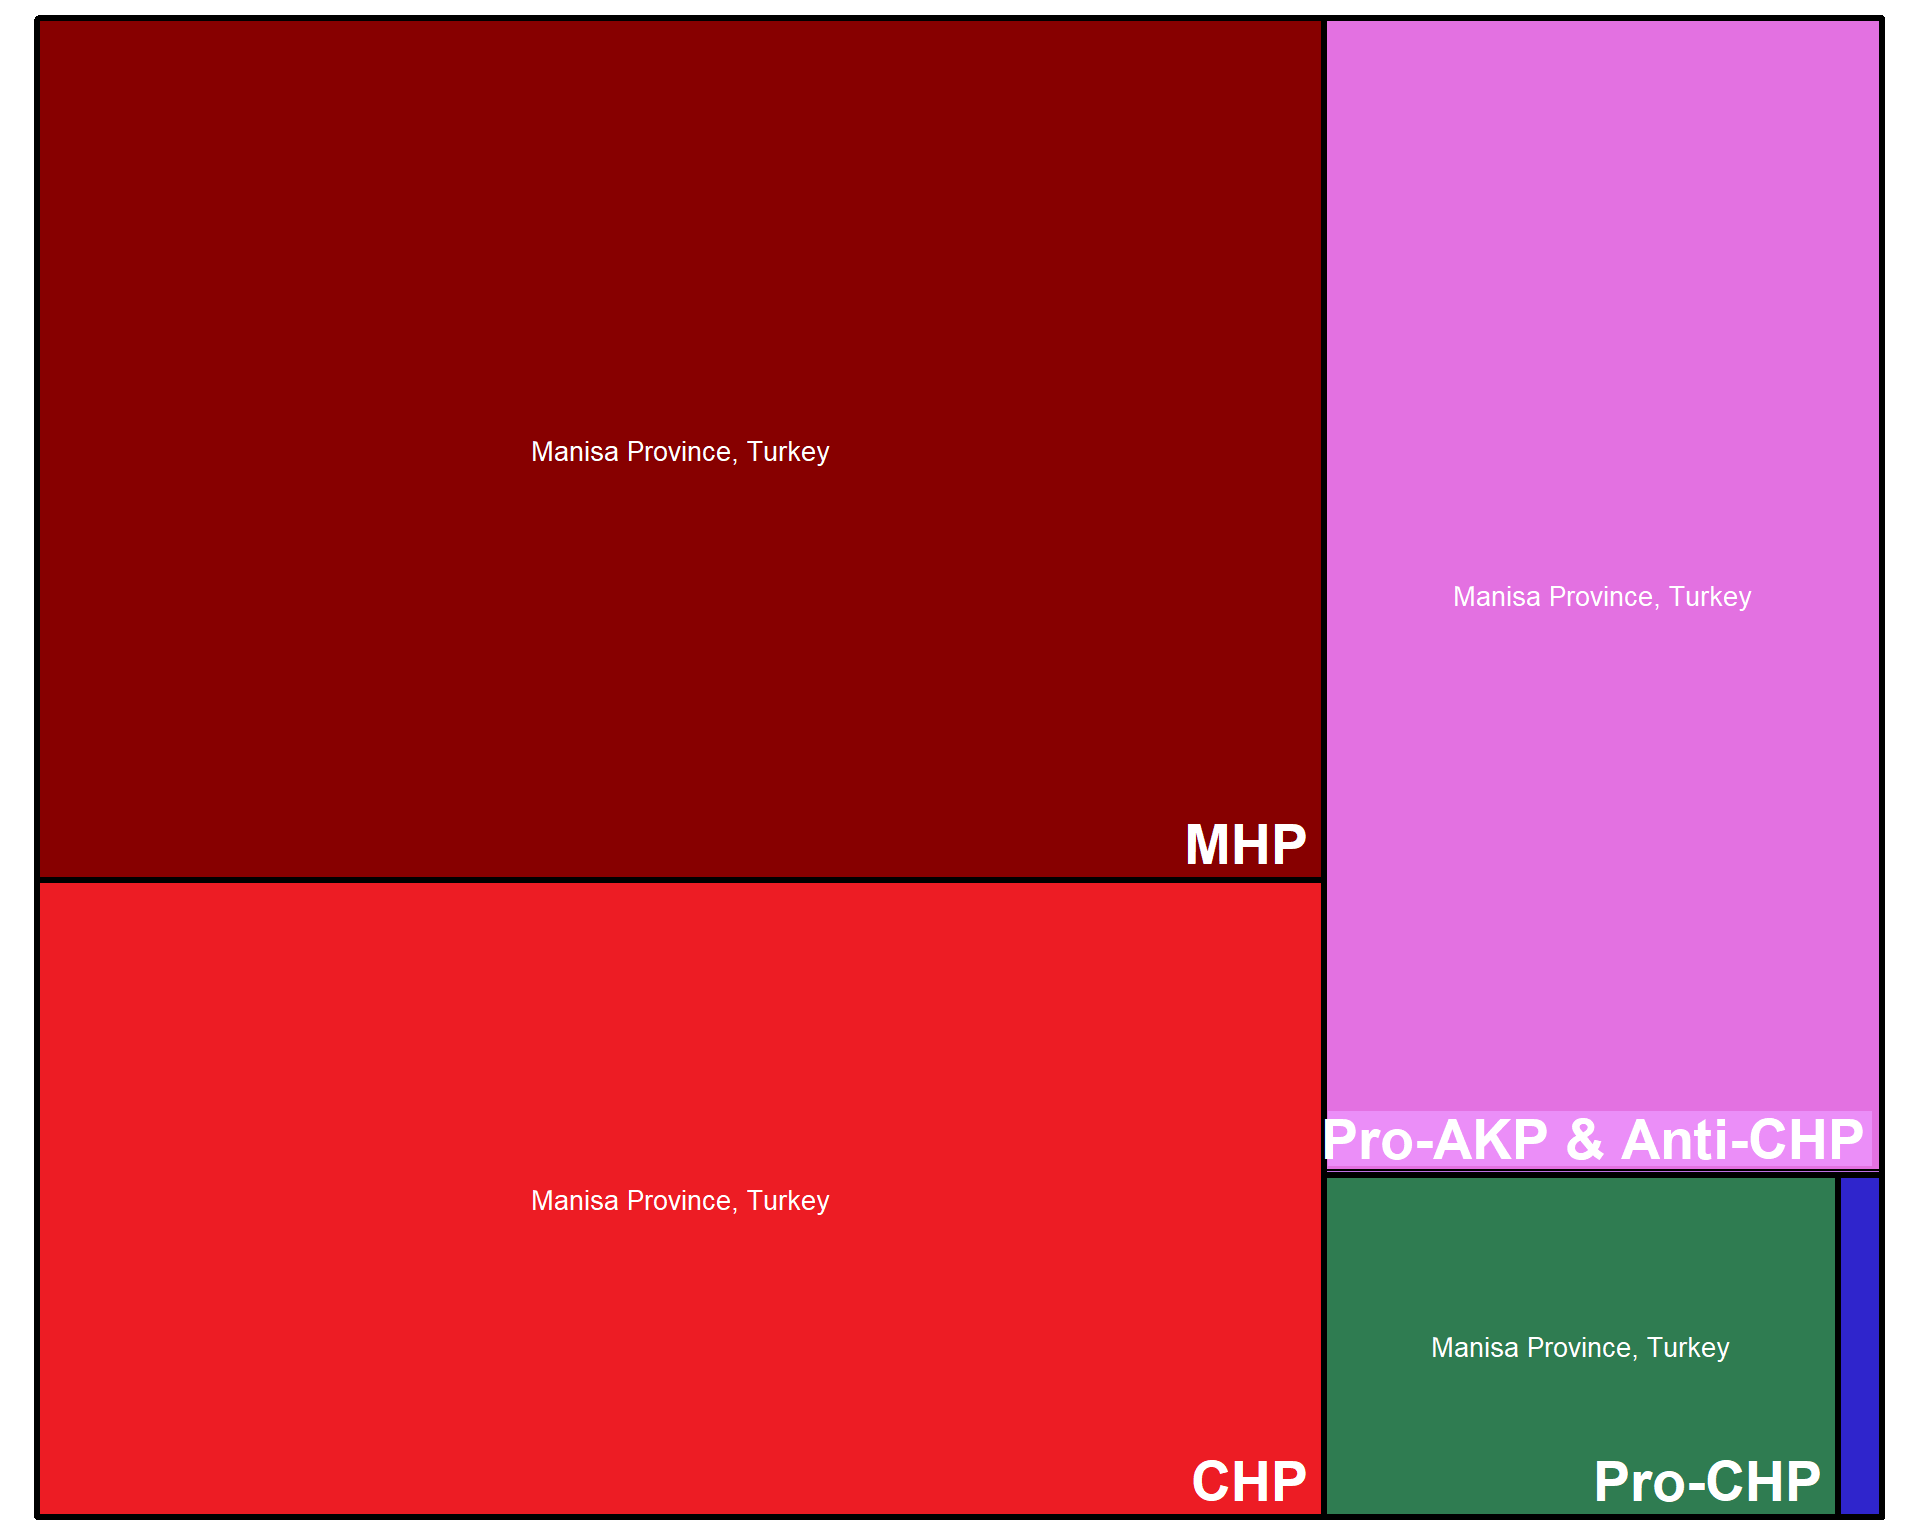 Manisa Province, Turkey
MHP
Manisa Province, Turkey
CHP
Manisa Province, Turkey
Pro-AKP & Anti-CHP
Manisa Province, Turkey
Pro-CHP